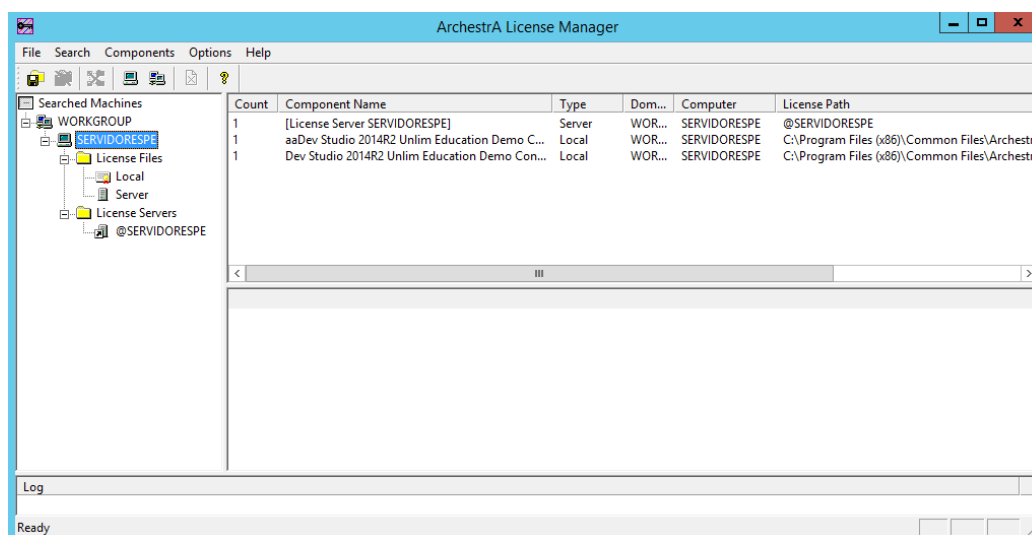 ArchestrA License Manager
File Search Components Options Help
Searched Machines
WORKGROUP
SERVIDORESPE
License Files
Local
Server
License Servers
@SERVIDORESPE
Count Component Name Type Dom... Computer License Path
1 [License Server SERVIDORESPE] Server WOR... SERVIDORESPE @SERVIDORESPE
1 aaDev Studio 2014R2 Unlim Education Demo C... Local WOR... SERVIDORESPE C:\Program Files (x86)\Common Files\Archest
1 Dev Studio 2014R2 Unlim Education Demo Con... Local WOR... SERVIDORESPE C:\Program Files (x86)\Common Files\Archest
Log
Ready